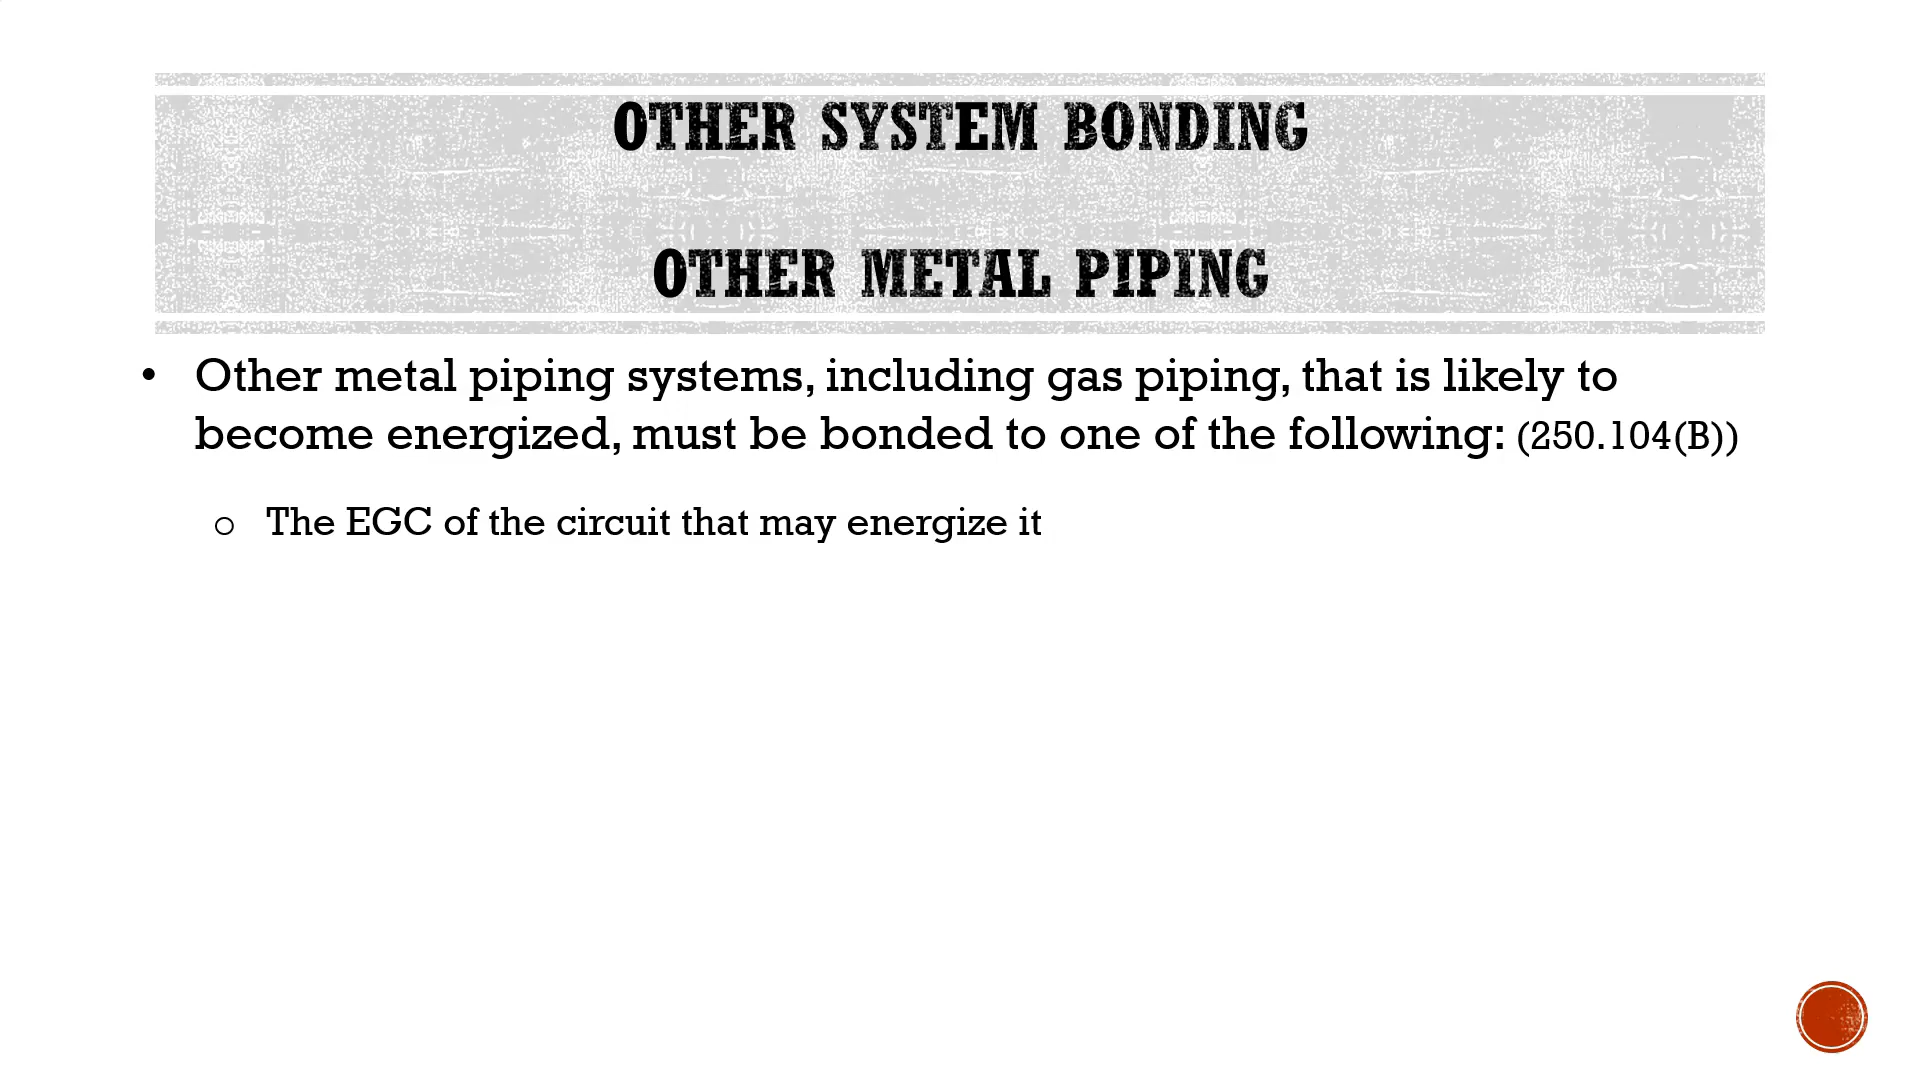 OTHER SYSTEM BONDING
OTHER METAL PIPING
• Other metal piping systems, including gas piping, that is likely to
become energized, must be bonded to one of the following: (250.104(B))
o The EGC of the circuit that may energize it